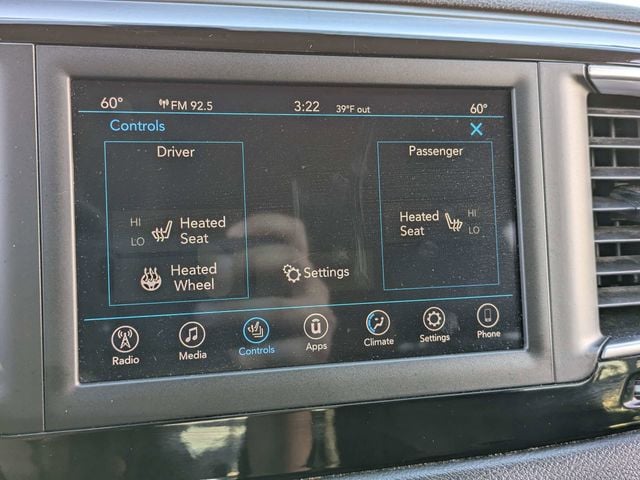 60° FM 92.5 3:22 39°F out 60°
Controls
Driver
Passenger
HI
LO
Heated
Seat
Heated
Wheel
Settings
Heated
Seat
HI
LO
Radio Media Controls Apps Climate Settings Phone